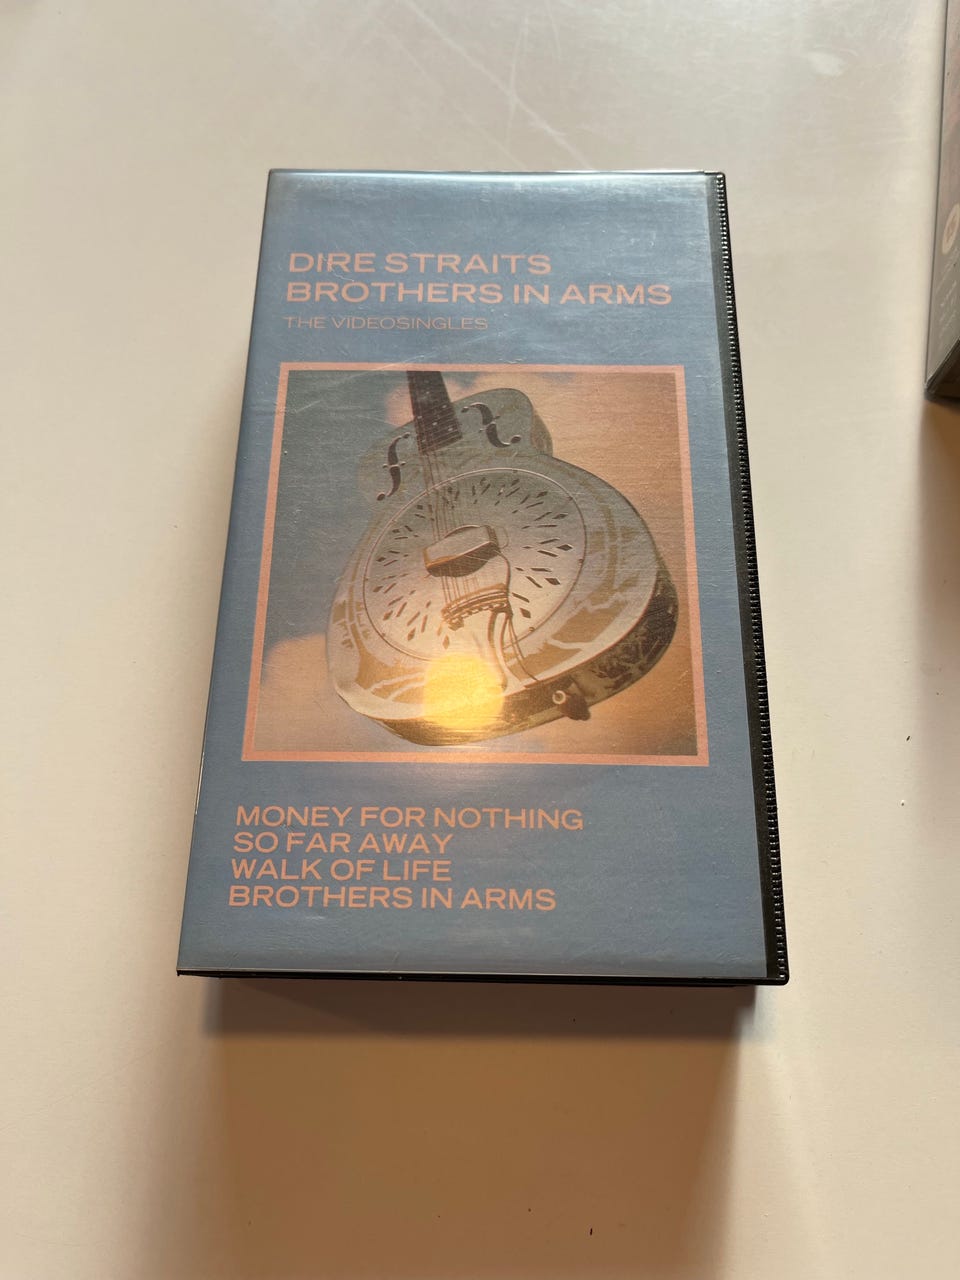 DIRE STRAITS
BROTHERS IN ARMS
THE VIDEOSINGLES
MONEY FOR NOTHING
SO FAR AWAY
WALK OF LIFE
BROTHERS IN ARMS